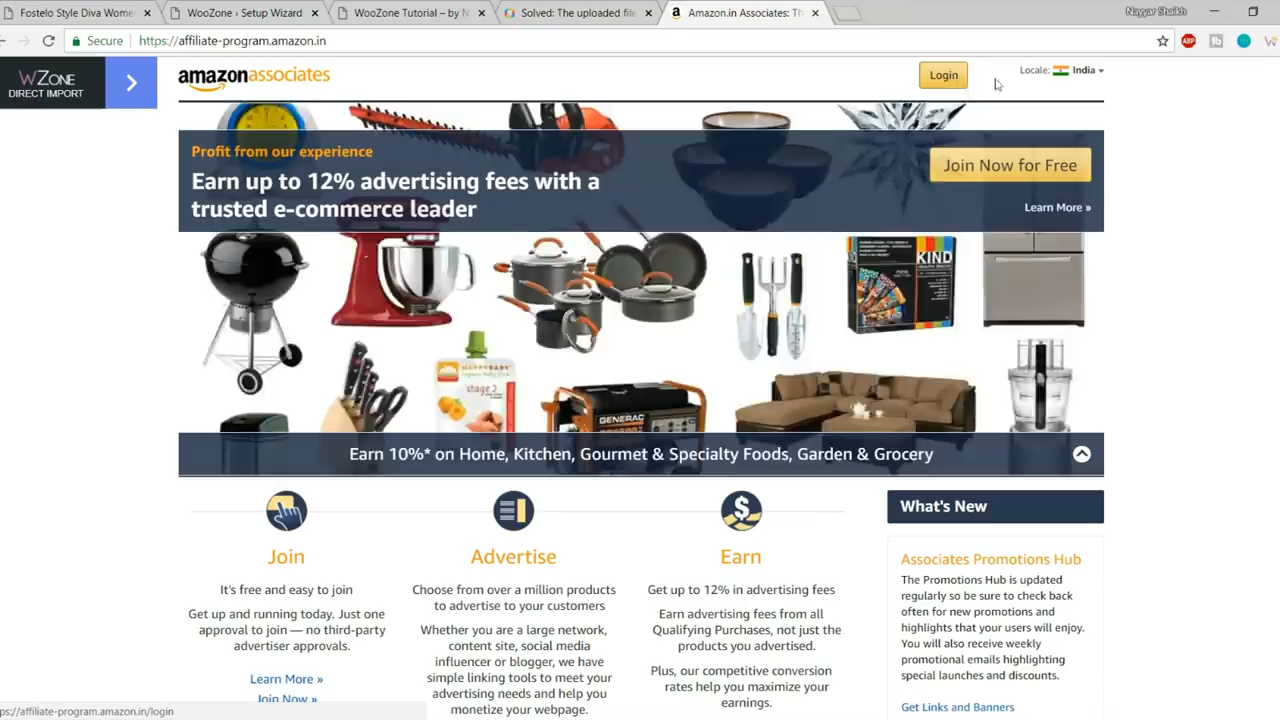 Fostelo Style Diva Wome
WooZone › Setup Wizard
WooZone Tutorial – by N
Solved: The uploaded file
Amazon.in Associates: Th
Nayyar Shaikh
Secure
https://affiliate-program.amazon.in
ABP
WZONE
DIRECT IMPORT
amazonassociates
Login
Locale:
India
Profit from our experience
Earn up to 12% advertising fees with a
trusted e-commerce leader
Join Now for Free
Learn More »
KIND
HAPPYBABY
stage 2
GENERAC
Earn 10%* on Home, Kitchen, Gourmet & Specialty Foods, Garden & Grocery
Join
It's free and easy to join
Get up and running today. Just one
approval to join — no third-party
advertiser approvals.
Learn More »
Join Now »
Advertise
Choose from over a million products
to advertise to your customers
Whether you are a large network,
content site, social media
influencer or blogger, we have
simple linking tools to meet your
advertising needs and help you
monetize your webpage.
Earn
Get up to 12% in advertising fees
Earn advertising fees from all
Qualifying Purchases, not just the
products you advertised.
Plus, our competitive conversion
rates help you maximize your
earnings.
What's New
Associates Promotions Hub
The Promotions Hub is updated
regularly so be sure to check back
often for new promotions and
highlights that your users will enjoy.
You will also receive weekly
promotional emails highlighting
special launches and discounts.
Get Links and Banners
ps://affiliate-program.amazon.in/login